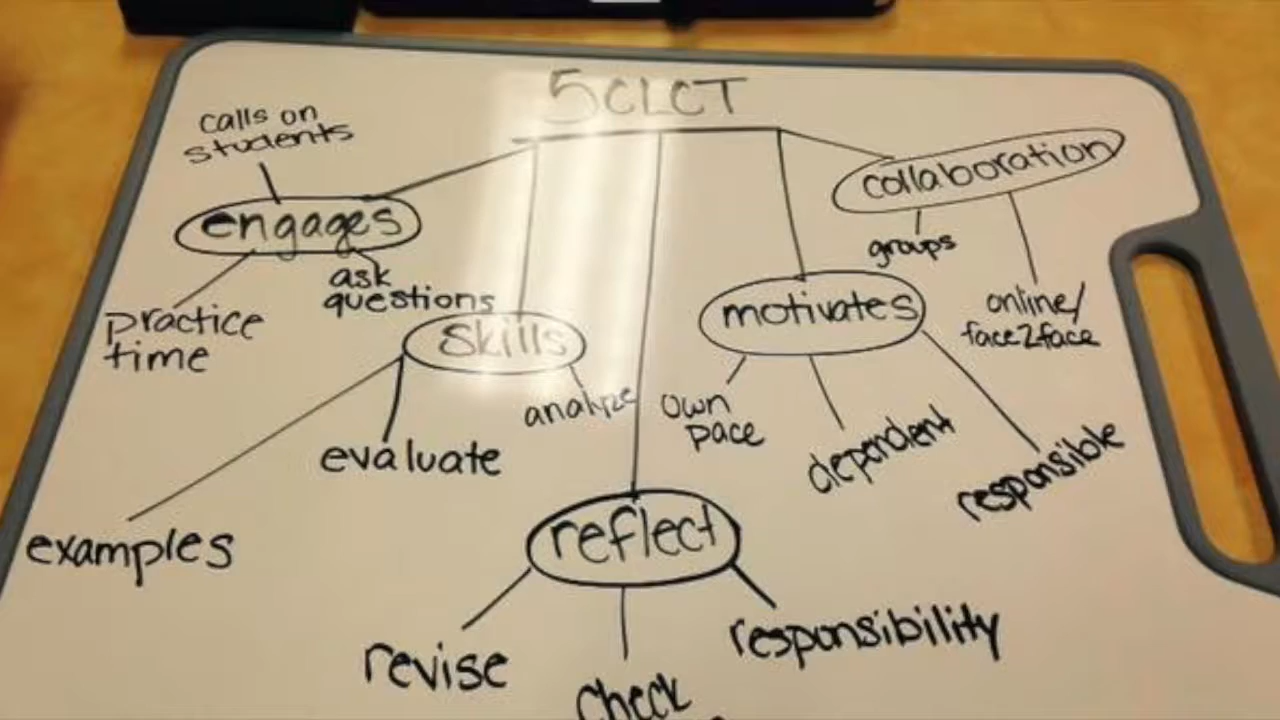 5CLCT
calls on
students
engages
practice
time
ask
questions
skills
examples
evaluate
analyze
reflect
revise
check
responsibility
motivates
own
pace
dependent
responsible
collaboration
groups
online/
face2face